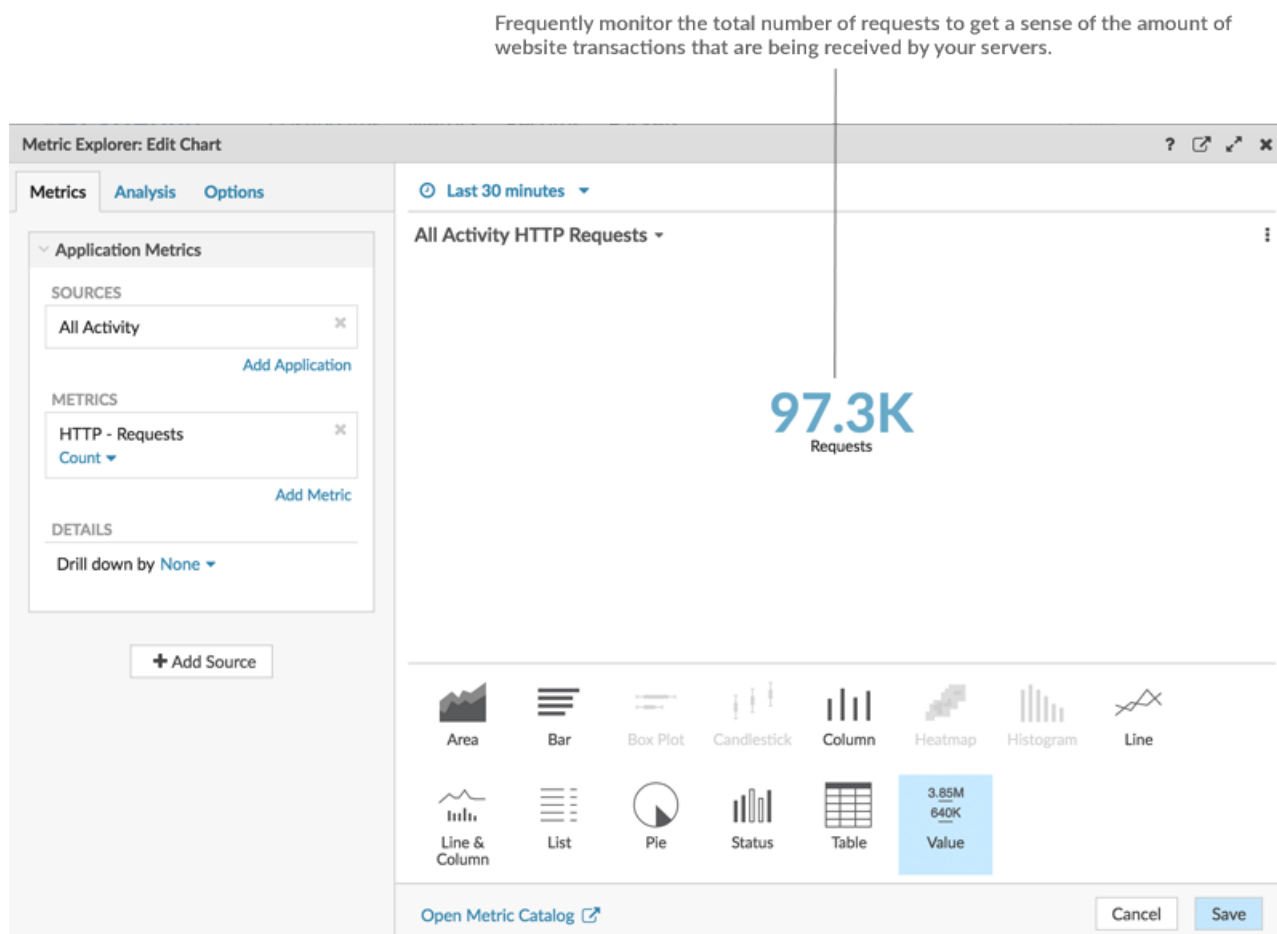 Frequently monitor the total number of requests to get a sense of the amount of
website transactions that are being received by your servers.
Metric Explorer: Edit Chart
?
Metrics Analysis Options
Last 30 minutes
Application Metrics
All Activity HTTP Requests
SOURCES
All Activity
Add Application
METRICS
HTTP - Requests
Count
97.3K
Requests
Add Metric
DETAILS
Drill down by None
+ Add Source
Area Bar Box Plot Candlestick Column Heatmap Histogram Line
3.85M
640K
Line &
Column
List Pie Status Table Value
Open Metric Catalog
Cancel Save